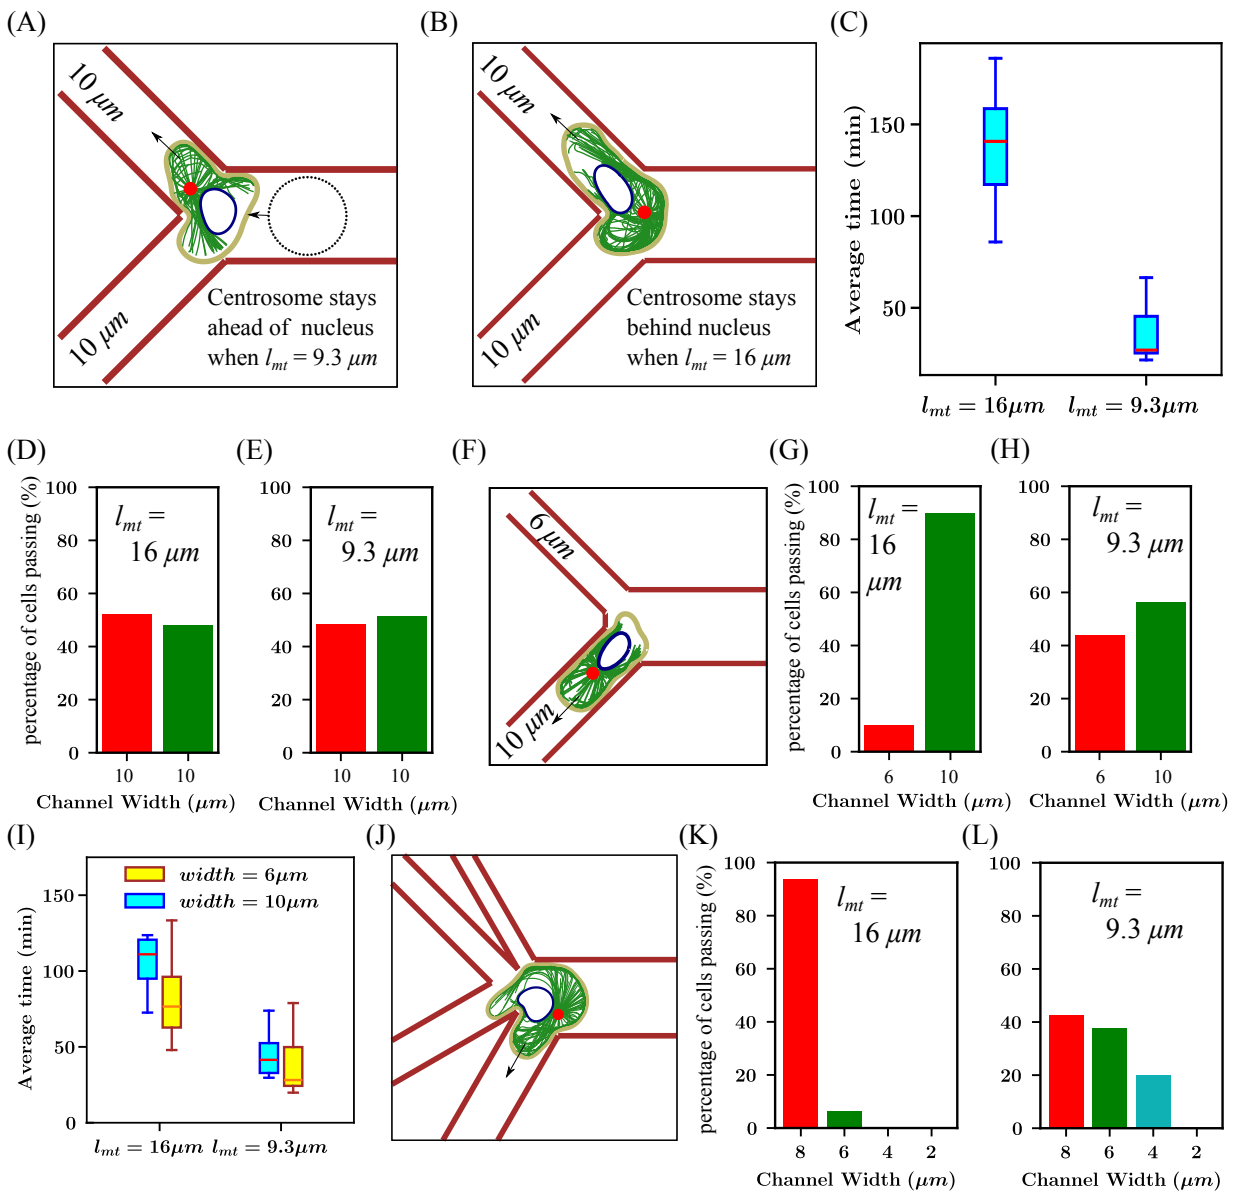 (A)
10 μm
10 μm
Centrosome stays
ahead of nucleus
when l_mt = 9.3 μm
(B)
10 μm
10 μm
Centrosome stays
behind nucleus
when l_mt = 16 μm
(C)
Average time (min)
150
100
50
l_mt = 16μm l_mt = 9.3μm
(D)
percentage of cells passing (%)
100
80
60
40
20
0
l_mt =
16 μm
10 10
Channel Width (μm)
(E)
100
80
60
40
20
0
l_mt =
9.3 μm
10 10
Channel Width (μm)
(F)
6 μm
10 μm
(G)
percentage of cells passing (%)
100
80
60
40
20
0
l_mt =
16
μm
6 10
Channel Width (μm)
(H)
100
80
60
40
20
0
l_mt =
9.3 μm
6 10
Channel Width (μm)
(I)
Average time (min)
150
100
50
0
width = 6μm
width = 10μm
l_mt = 16μm l_mt = 9.3μm
(J)
(K)
percentage of cells passing (%)
100
80
60
40
20
0
l_mt =
16 μm
8 6 4 2
Channel Width (μm)
(L)
100
80
60
40
20
0
l_mt =
9.3 μm
8 6 4 2
Channel Width (μm)